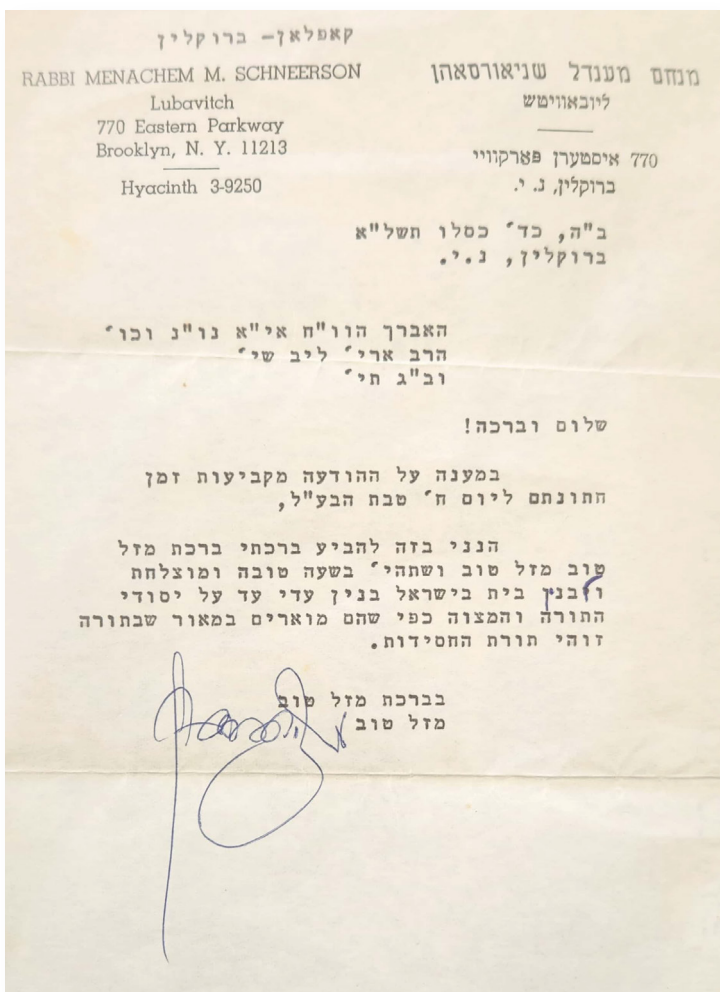 קאפלאן- ברוקלין
RABBI MENACHEM M. SCHNEERSON
Lubavitch
770 Eastern Parkway
Brooklyn, N. Y. 11213
Hyacinth 3-9250
מנחם מענדל שניאורסאהן
ליובאוויטש
770 איסטערן פארקוויי
ברוקלין, נ. י.
ב"ה, כד' כסלו תשל"א
ברוקלין, נ.י.
האברך הוו"ח אי"א נו"נ וכו'
הרב ארי' ליב שי'
וב"ג תי'
שלום וברכה!
במענה על ההודעה מקביעות זמן
חתונתם ליום ח' טבת הבע"ל,
הנני בזה להביע ברכתי ברכת מזל
טוב מזל טוב ושתהי' בשעה טובה ומוצלחת
ולבנין בית בישראל בנין עדי עד על יסודי
התורה והמצוה כפי שהם מוארים במאור שבתורה
זוהי תורת החסידות.
בברכת מזל טוב
מזל טוב